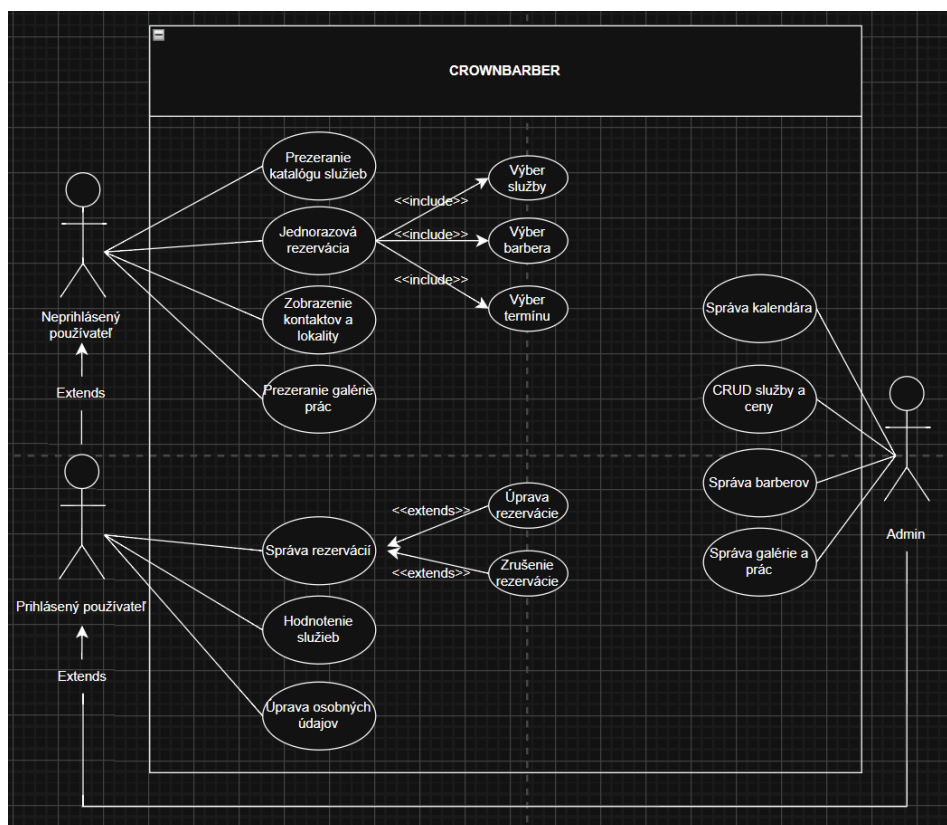 CROWNBARBER
Prezeranie
katalógu služieb
Jednorazová
rezervácia
Zobrazenie
kontaktov a
lokality
Prezeranie galérie
prác
<<include>>
<<include>>
<<include>>
Výber
služby
Výber
barbera
Výber
termínu
Neprihlásený
používateľ
Extends
Správa kalendára
CRUD služby a
ceny
Správa barberov
Správa galérie a
prác
Admin
Správa rezervácií
<<extends>>
<<extends>>
Úprava
rezervácie
Zrušenie
rezervácie
Prihlásený používateľ
Extends
Hodnotenie
služieb
Úprava osobných
údajov